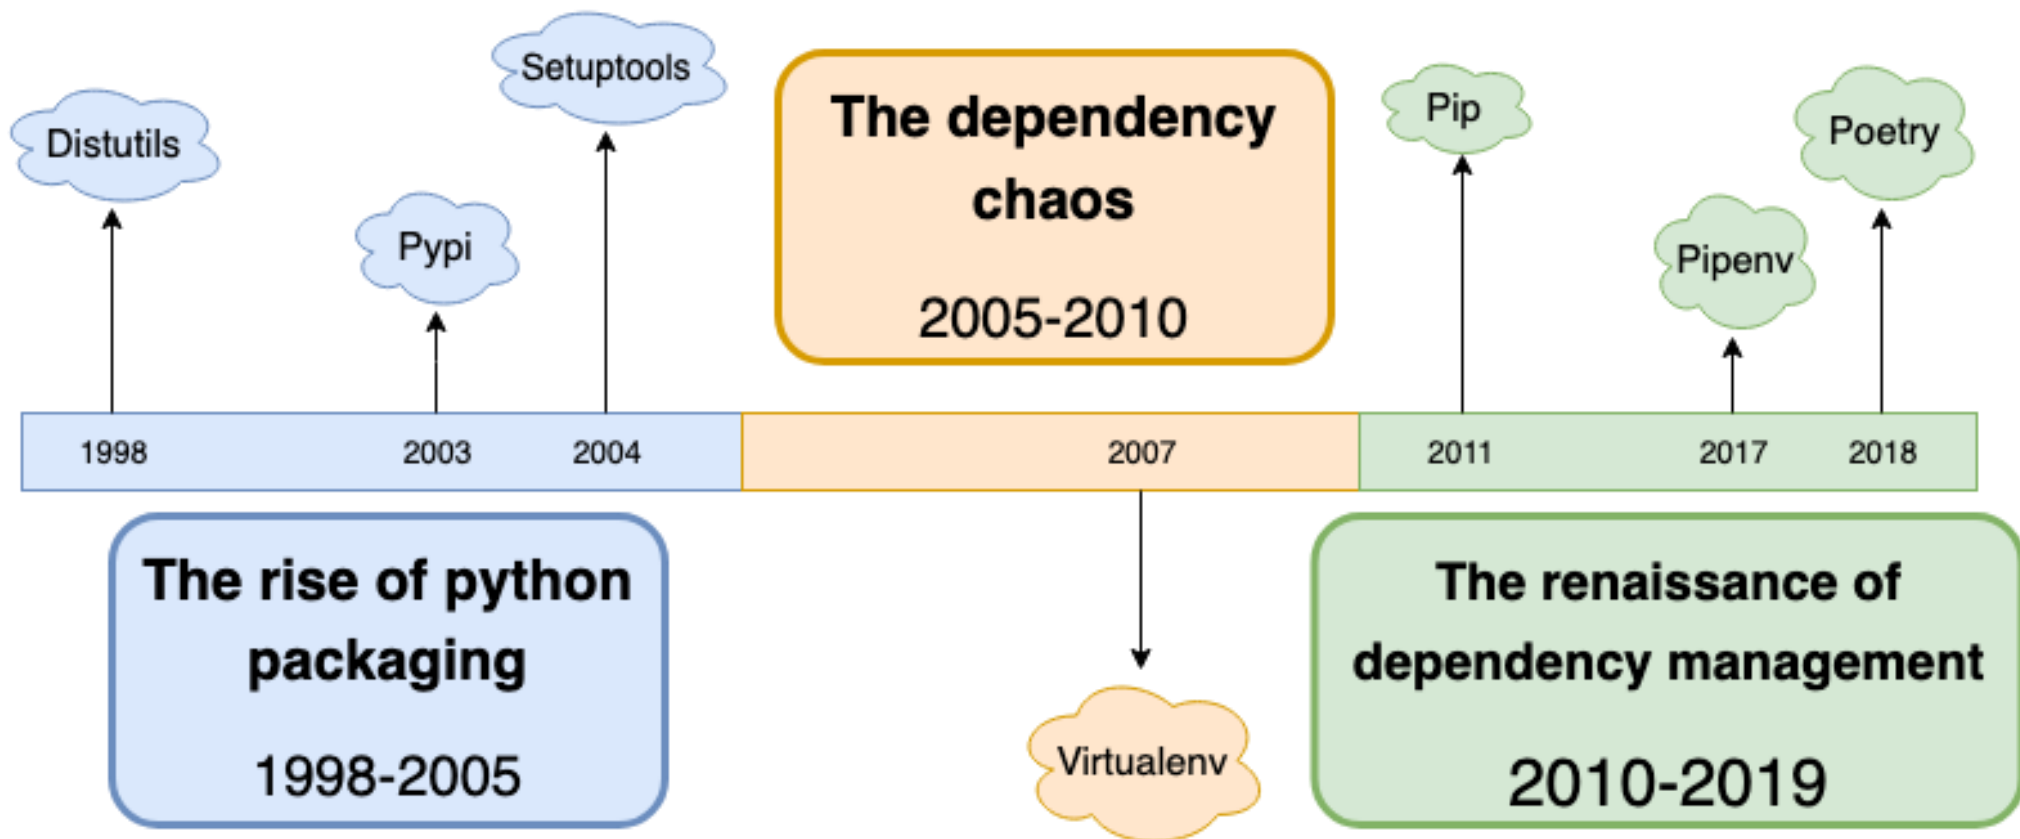 Distutils
Pypi
Setuptools
The dependency
chaos
2005-2010
Pip
Pipenv
Poetry
1998
2003
2004
2007
2011
2017
2018
The rise of python
packaging
1998-2005
Virtualenv
The renaissance of
dependency management
2010-2019